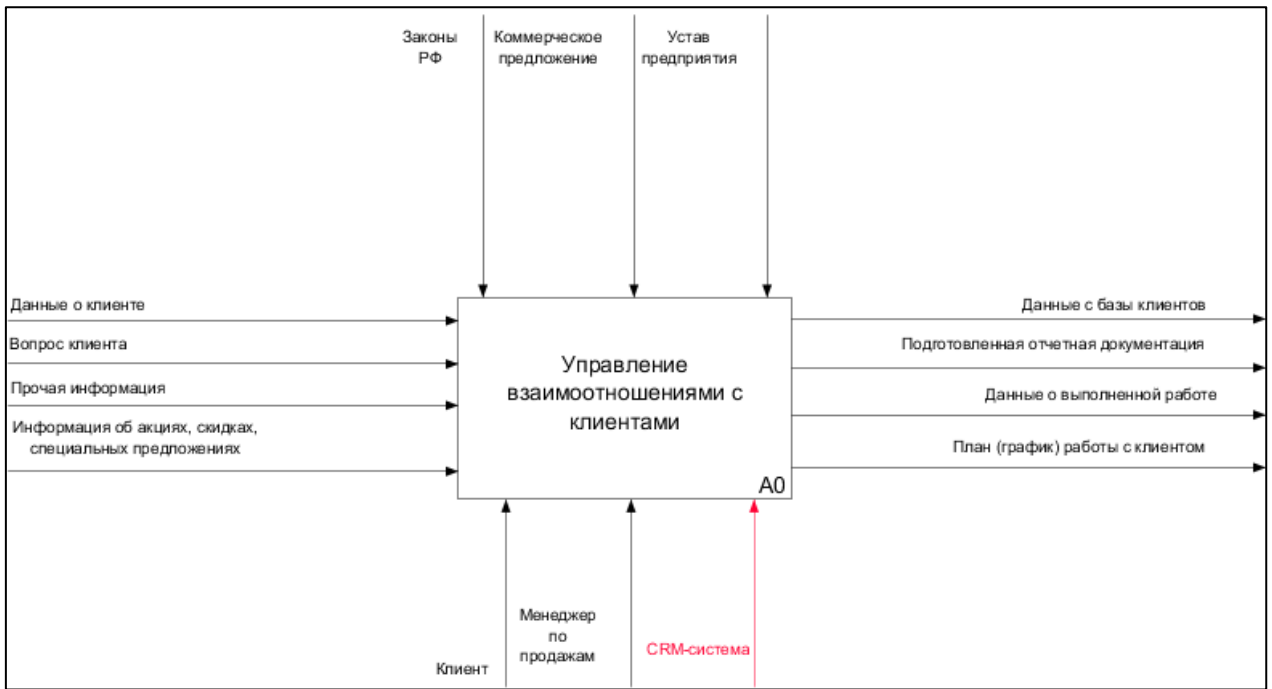 Законы
РФ
Коммерческое
предложение
Устав
предприятия
Данные о клиенте
Вопрос клиента
Прочая информация
Информация об акциях, скидках,
специальных предложениях
Управление
взаимоотношениями с
клиентами
A0
Данные с базы клиентов
Подготовленная отчетная документация
Данные о выполненной работе
План (график) работы с клиентом
Клиент
Менеджер
по
продажам
CRM-система